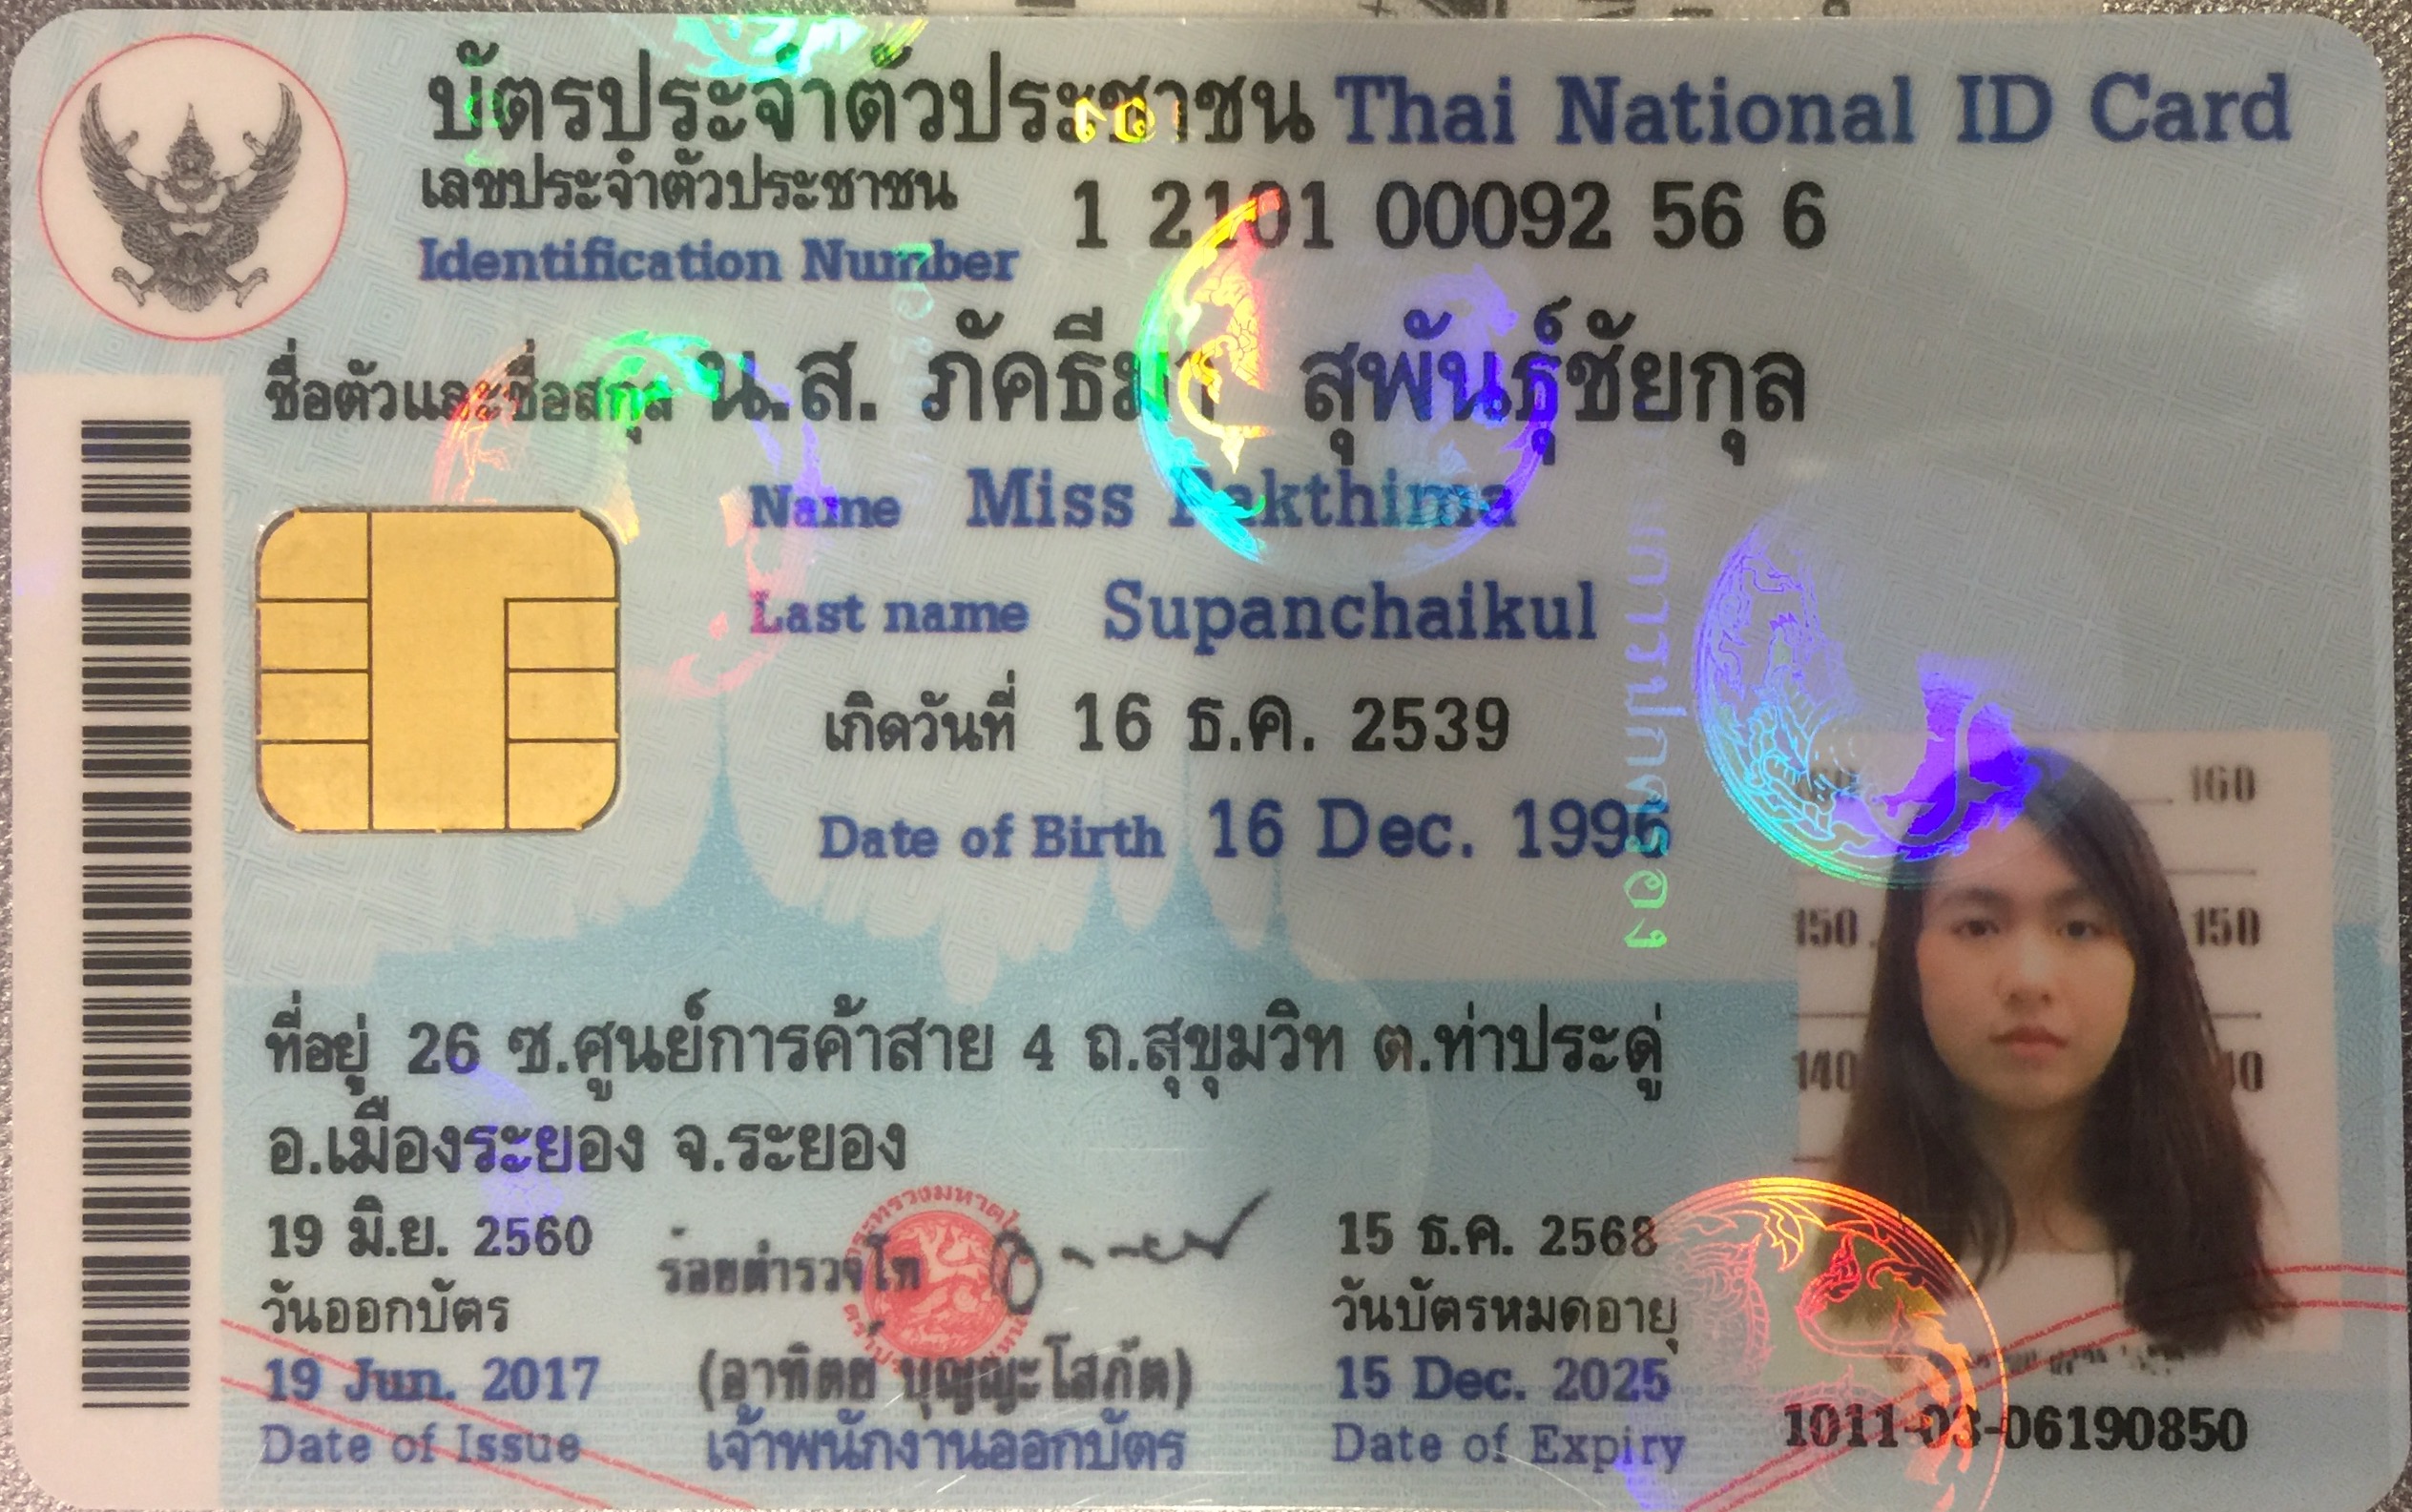 บัตรประจำตัวประชาชน Thai National ID Card
เลขประจำตัวประชาชน 1 2101 00092 56 6
Identification Number
ชื่อตัวและชื่อสกุล น.ส. ภัคธีมา สุพันธุ์ชัยกุล
Name Miss Pakthima
Last name Supanchaikul
เกิดวันที่ 16 ธ.ค. 2539
Date of Birth 16 Dec. 1996
160
150 150
140
ที่อยู่ 26 ซ.ศูนย์การค้าสาย 4 ถ.สุขุมวิท ต.ท่าประดู่
อ.เมืองระยอง จ.ระยอง
19 มิ.ย. 2560
วันออกบัตร
19 Jun. 2017
Date of Issue
ร้อยตำรวจโท
(อาทิตย์ บุญญะโสภัต)
เจ้าพนักงานออกบัตร
15 ธ.ค. 2568
วันบัตรหมดอายุ
15 Dec. 2025
Date of Expiry
1011-03-06190850